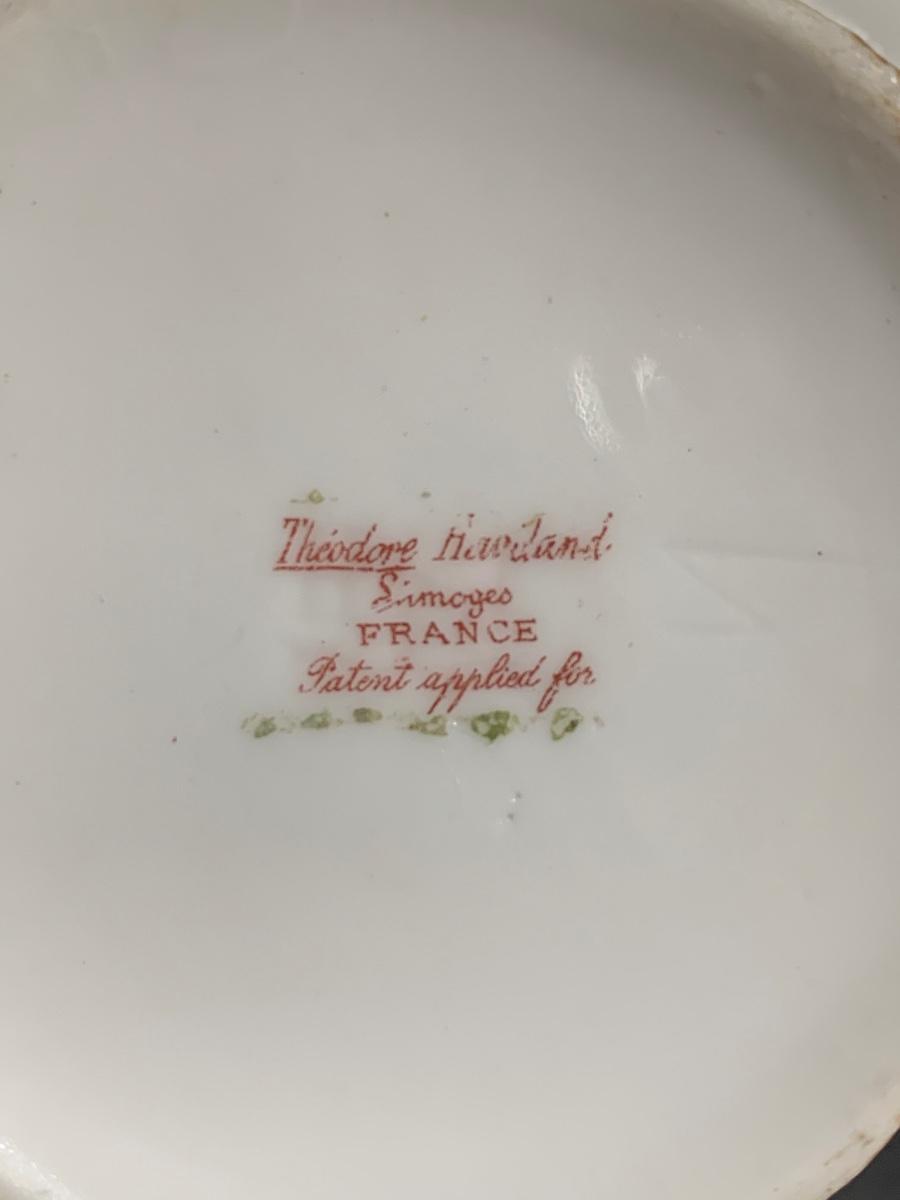 Théodore Haviland
Limoges
FRANCE
Patent applied for